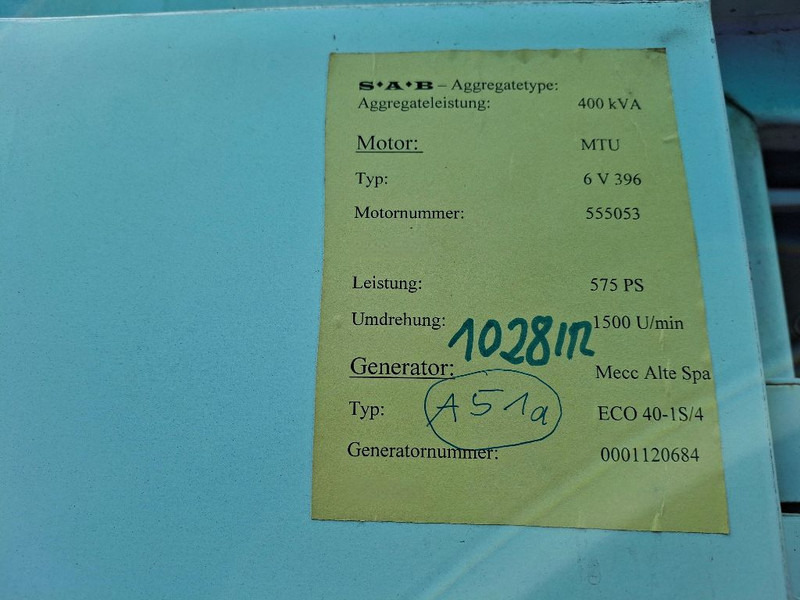 S•A•B – Aggregatetype:
Aggregateleistung: 400 kVA
Motor: MTU
Typ: 6 V 396
Motornummer: 555053
Leistung: 575 PS
Umdrehung: 1500 U/min
Generator: Mecc Alte Spa
A51a
Typ: ECO 40-1S/4
Generatornummer: 0001120684